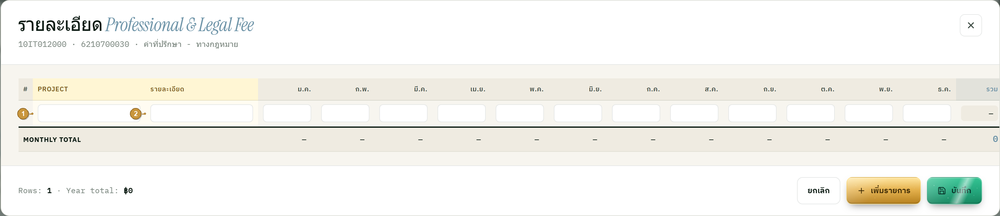 รายละเอียด Professional & Legal Fee
10IT012000 · 6210700030 · ค่าที่ปรึกษา - ทางกฎหมาย
# PROJECT รายละเอียด ม.ค. ก.พ. มี.ค. เม.ย. พ.ค. มิ.ย. ก.ค. ส.ค. ก.ย. ต.ค. พ.ย. ธ.ค. รวม
1 2 –
MONTHLY TOTAL – – – – – – – – – – – – 0
Rows: 1 · Year total: ฿0 ยกเลิก + เพิ่มรายการ บันทึก